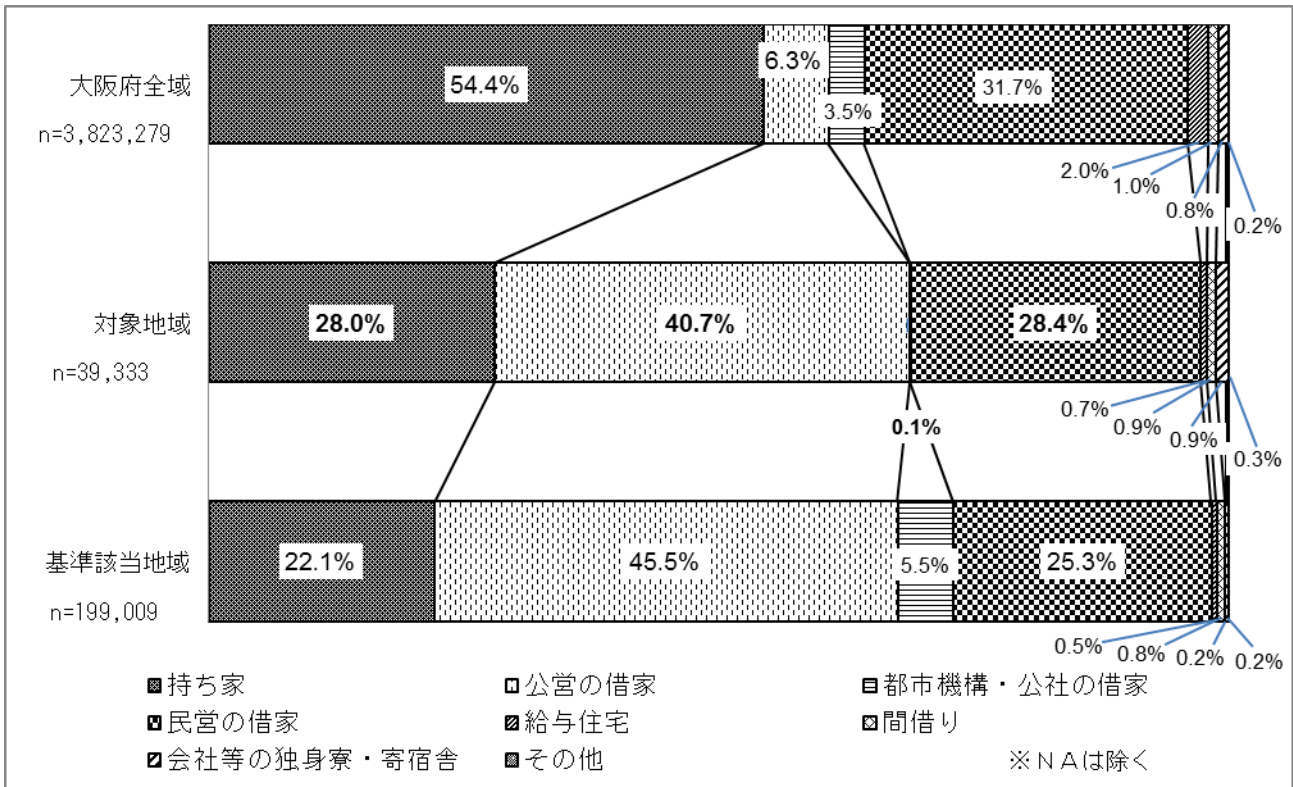 大阪府全域
n=3,823,279
54.4%
6.3%
3.5%
31.7%
2.0%
1.0%
0.8%
0.2%
対象地域
n=39,333
28.0%
40.7%
28.4%
0.1%
0.7%
0.9%
0.9%
0.3%
基準該当地域
n=199,009
22.1%
45.5%
5.5%
25.3%
0.5%
0.8%
0.2%
0.2%
持ち家 公営の借家 都市機構・公社の借家
民営の借家 給与住宅 間借り
会社等の独身寮・寄宿舎 その他 ※ＮＡは除く